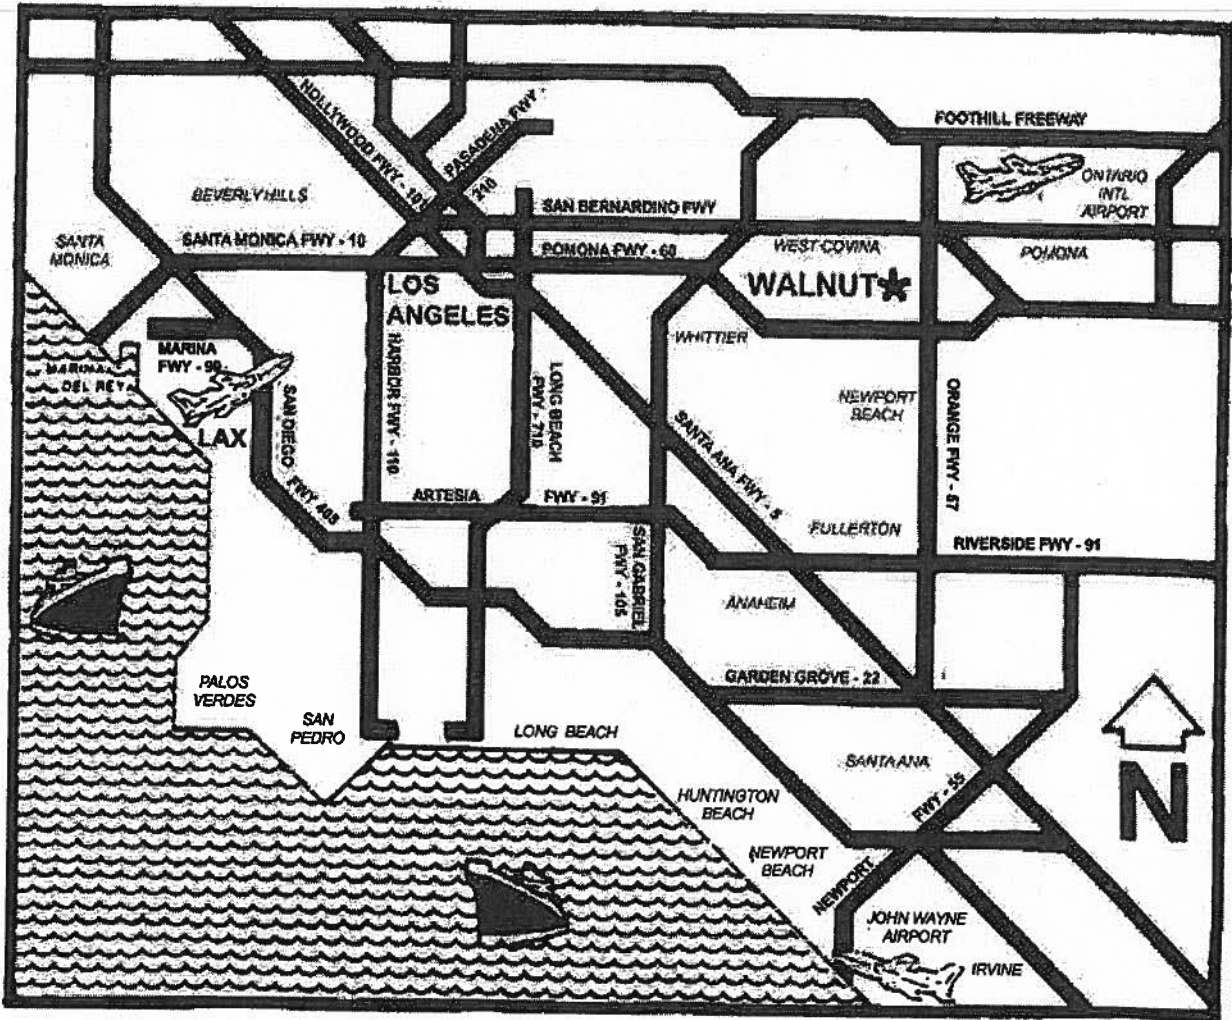 HOLLYWOOD FWY - 101
PASADENA FWY -
210
FOOTHILL FREEWAY
ONTARIO
INTL
AIRPORT
BEVERLY HILLS
SAN BERNARDINO FWY
SANTA
MONICA
SANTA MONICA FWY - 10
POMONA FWY - 60
WEST COVINA
POMONA
LOS
ANGELES
WALNUT
WHITTIER
MARINA
FWY - 90
MARINA
DEL REY
LAX
SAN DIEGO
FWY 405
HARBOR FWY - 110
LONG BEACH
FWY - 710
NEWPORT
BEACH
SANTA ANA FWY - 5
ORANGE FWY - 57
ARTESIA
FWY - 91
FULLERTON
RIVERSIDE FWY - 91
SAN GABRIEL
FWY - 105
ANAHEIM
PALOS
VERDES
SAN
PEDRO
LONG BEACH
GARDEN GROVE - 22
SANTA ANA
FWY - 55
HUNTINGTON
BEACH
NEWPORT
BEACH
NEWPORT
JOHN WAYNE
AIRPORT
IRVINE
N